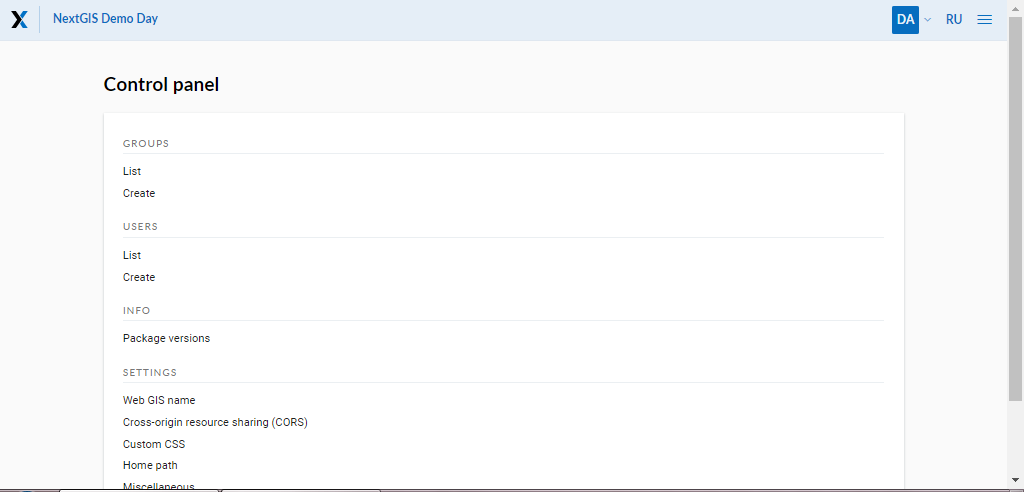 NextGIS Demo Day
DA
RU
Control panel
GROUPS
List
Create
USERS
List
Create
INFO
Package versions
SETTINGS
Web GIS name
Cross-origin resource sharing (CORS)
Custom CSS
Home path
Miscellaneous